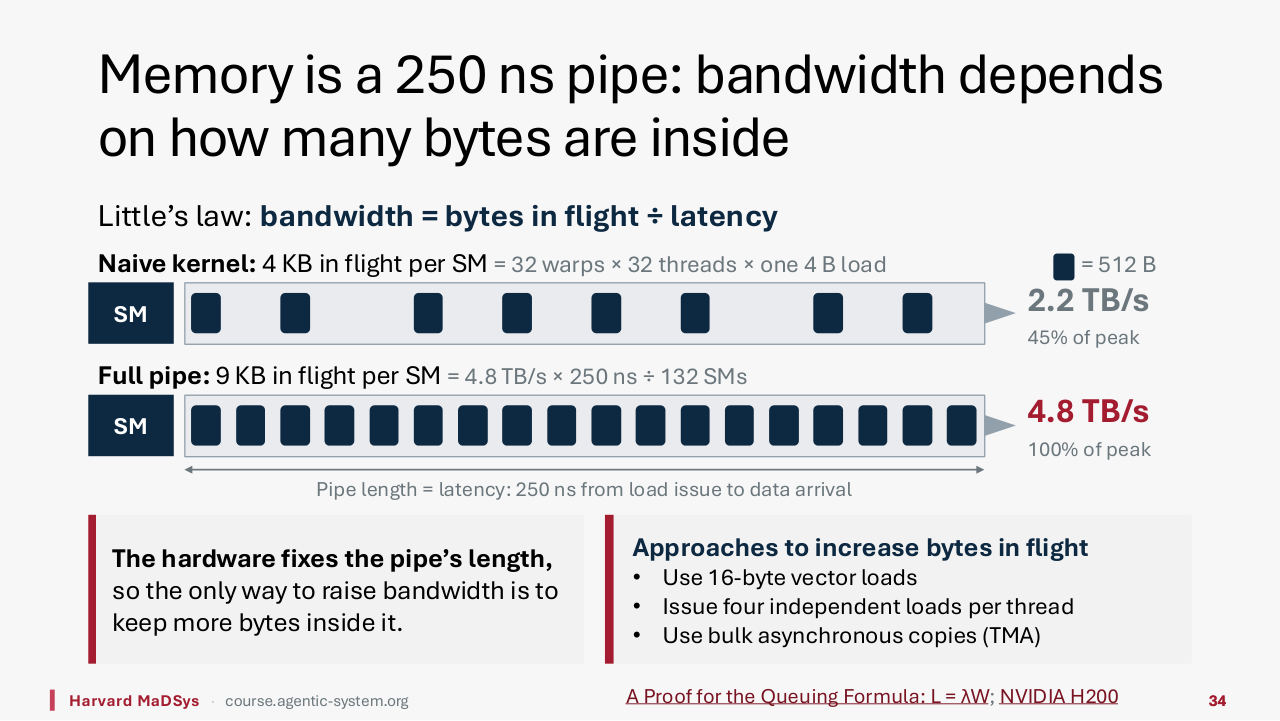 Memory is a 250 ns pipe: bandwidth depends
on how many bytes are inside
Little’s law: bandwidth = bytes in flight ÷ latency
Naive kernel: 4 KB in flight per SM = 32 warps × 32 threads × one 4 B load
= 512 B
SM
2.2 TB/s
45% of peak
Full pipe: 9 KB in flight per SM = 4.8 TB/s × 250 ns ÷ 132 SMs
SM
4.8 TB/s
100% of peak
Pipe length = latency: 250 ns from load issue to data arrival
The hardware fixes the pipe’s length,
so the only way to raise bandwidth is to
keep more bytes inside it.
Approaches to increase bytes in flight
• Use 16-byte vector loads
• Issue four independent loads per thread
• Use bulk asynchronous copies (TMA)
Harvard MaDSys · course.agentic-system.org
A Proof for the Queuing Formula: L = λW; NVIDIA H200
34